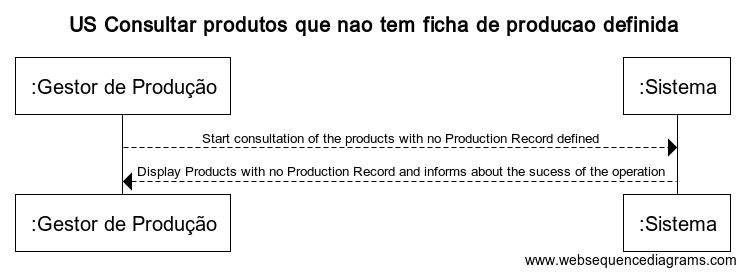 US Consultar produtos que nao tem ficha de producao definida
:Gestor de Produção
:Sistema
Start consultation of the products with no Production Record defined
Display Products with no Production Record and informs about the sucess of the operation
:Gestor de Produção
:Sistema
www.websequencediagrams.com